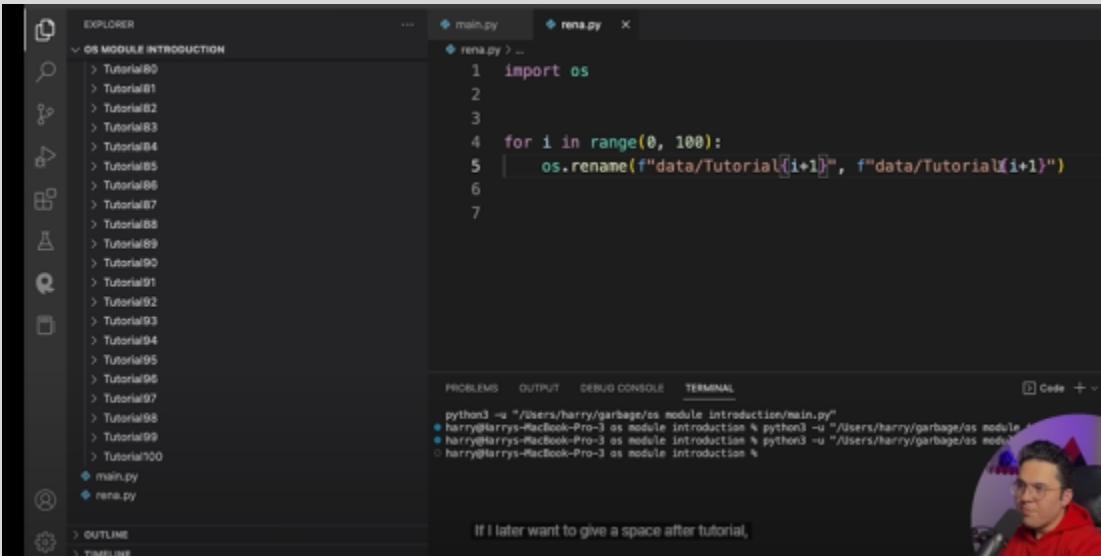 EXPLORER
OS MODULE INTRODUCTION
Tutorial80
Tutorial81
Tutorial82
Tutorial83
Tutorial84
Tutorial85
Tutorial86
Tutorial87
Tutorial88
Tutorial89
Tutorial90
Tutorial91
Tutorial92
Tutorial93
Tutorial94
Tutorial95
Tutorial96
Tutorial97
Tutorial98
Tutorial99
Tutorial100
main.py
rena.py
OUTLINE
TIMELINE
main.py rena.py
rena.py > ...
1 import os
2
3
4 for i in range(0, 100):
5 os.rename(f"data/Tutorial{i+1}", f"data/Tutorial{i+1}")
6
7
PROBLEMS OUTPUT DEBUG CONSOLE TERMINAL Code
python3 -u "/Users/harry/garbage/os module introduction/main.py"
harry@Harrys-MacBook-Pro-3 os module introduction % python3 -u "/Users/harry/garbage/os module
harry@Harrys-MacBook-Pro-3 os module introduction % python3 -u "/Users/harry/garbage/os
harry@Harrys-MacBook-Pro-3 os module introduction %
If I later want to give a space after tutorial,